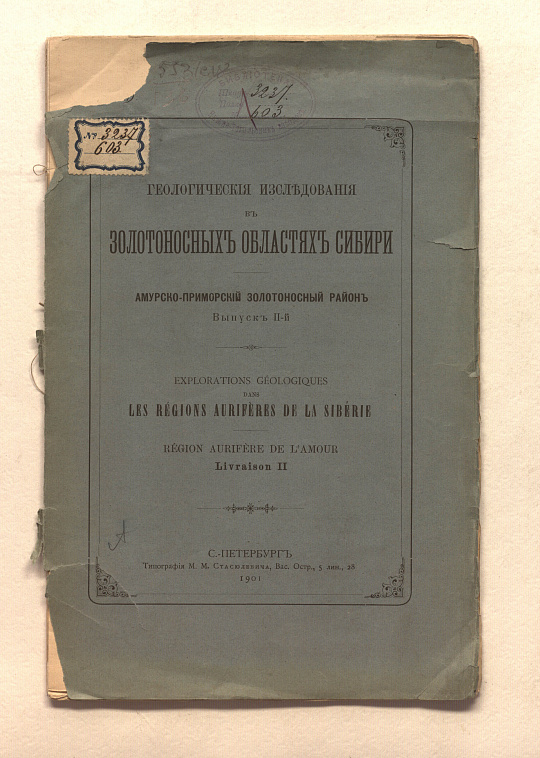 3237
603
№ 3237
603
ГЕОЛОГИЧЕСКІЯ ИЗСЛѢДОВАНІЯ
ВЪ
ЗОЛОТОНОСНЫХЪ ОБЛАСТЯХЪ СИБИРИ
АМУРСКО-ПРИМОРСКІЙ ЗОЛОТОНОСНЫЙ РАЙОНЪ
Выпускъ II-й
EXPLORATIONS GÉOLOGIQUES
DANS
LES RÉGIONS AURIFÈRES DE LA SIBÉRIE
RÉGION AURIFÈRE DE L'AMOUR
Livraison II
С.-ПЕТЕРБУРГЪ
Типографія М. М. Стасюлевича, Вас. Остр., 5 лин., 28
1901